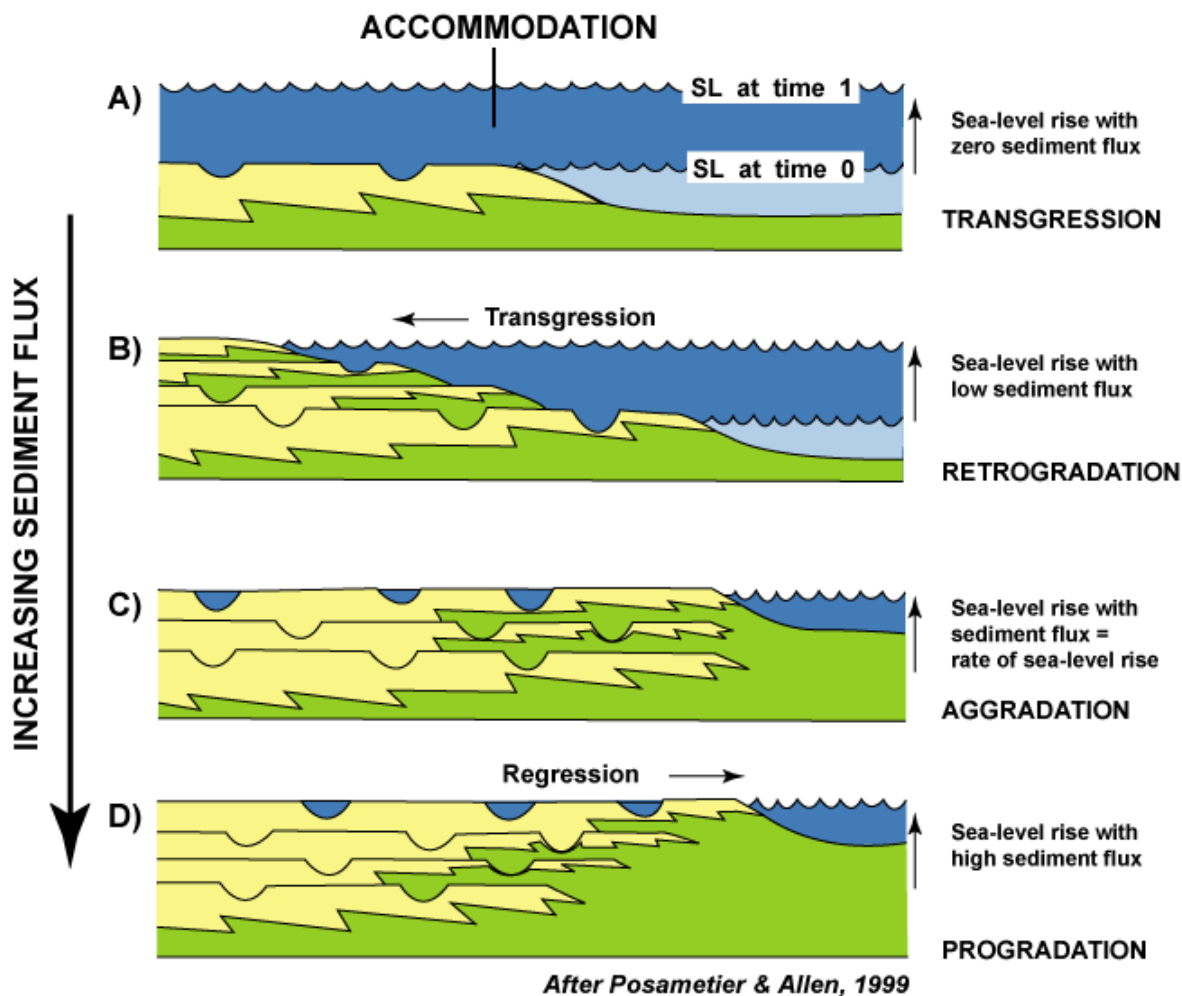 ACCOMMODATION
A)
SL at time 1
Sea-level rise with
zero sediment flux
SL at time 0
TRANSGRESSION
INCREASING SEDIMENT FLUX
Transgression
B)
Sea-level rise with
low sediment flux
RETROGRADATION
C)
Sea-level rise with
sediment flux =
rate of sea-level rise
AGGRADATION
Regression
D)
Sea-level rise with
high sediment flux
PROGRADATION
After Posametier & Allen, 1999